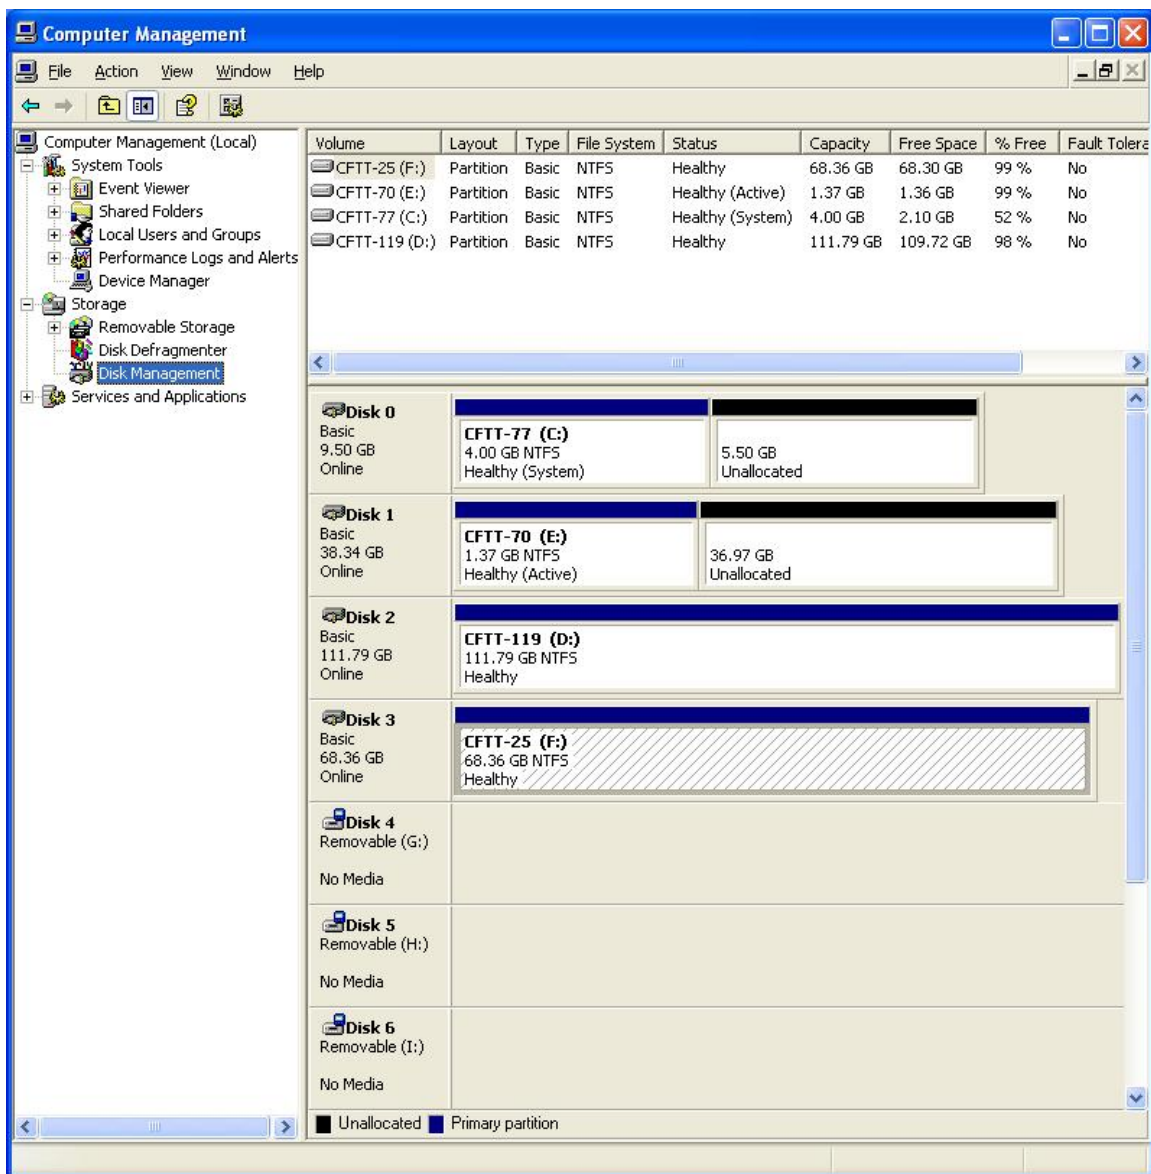 Computer Management
File Action View Window Help
Computer Management (Local)
System Tools
Event Viewer
Shared Folders
Local Users and Groups
Performance Logs and Alerts
Device Manager
Storage
Removable Storage
Disk Defragmenter
Disk Management
Services and Applications
Volume Layout Type File System Status Capacity Free Space % Free Fault Tolera
CFTT-25 (F:) Partition Basic NTFS Healthy 68.36 GB 68.30 GB 99 % No
CFTT-70 (E:) Partition Basic NTFS Healthy (Active) 1.37 GB 1.36 GB 99 % No
CFTT-77 (C:) Partition Basic NTFS Healthy (System) 4.00 GB 2.10 GB 52 % No
CFTT-119 (D:) Partition Basic NTFS Healthy 111.79 GB 109.72 GB 98 % No
Disk 0
Basic
9.50 GB
Online
CFTT-77 (C:)
4.00 GB NTFS
Healthy (System)
5.50 GB
Unallocated
Disk 1
Basic
38.34 GB
Online
CFTT-70 (E:)
1.37 GB NTFS
Healthy (Active)
36.97 GB
Unallocated
Disk 2
Basic
111.79 GB
Online
CFTT-119 (D:)
111.79 GB NTFS
Healthy
Disk 3
Basic
68.36 GB
Online
CFTT-25 (F:)
68.36 GB NTFS
Healthy
Disk 4
Removable (G:)
No Media
Disk 5
Removable (H:)
No Media
Disk 6
Removable (I:)
No Media
Unallocated Primary partition